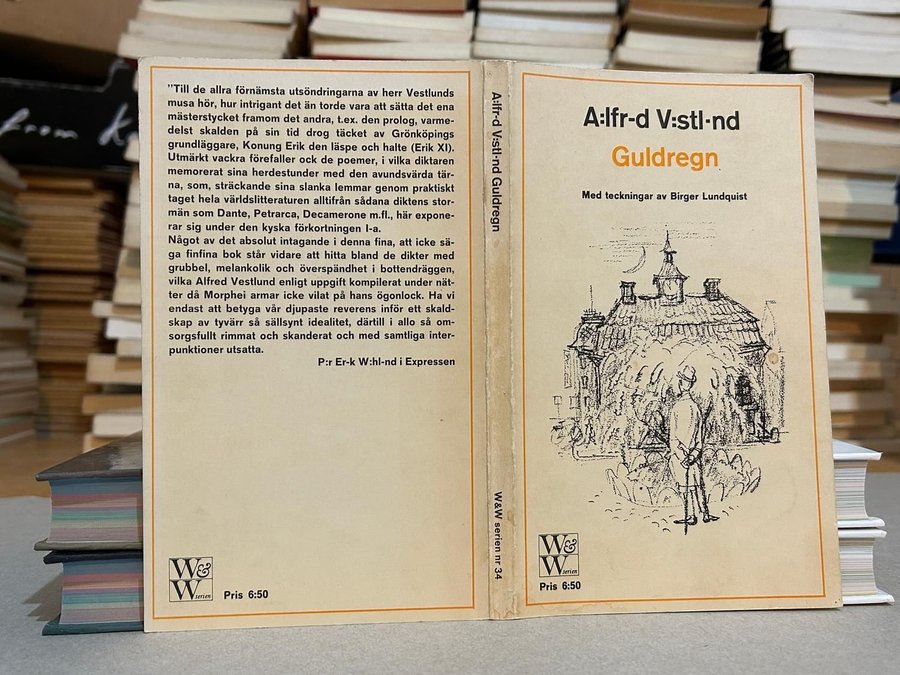 "Till de allra förnämsta utsöndringarna av herr Vestlunds
musa hör, hur intrigant det än torde vara att sätta det ena
mästerstycket framom det andra, t.ex. den prolog, varme-
delst skalden på sin tid drog täcket av Grönköpings
grundläggare, Konung Erik den läspe och halte (Erik XI).
Utmärkt vackra förefaller ock de poemer, i vilka diktaren
memorerat sina herdestunder med den avundsvärda tär-
na, som, sträckande sina slanka lemmar genom praktiskt
taget hela världslitteraturen alltifrån sådana diktens stor-
män som Dante, Petrarca, Decamerone m.fl., här expone-
rar sig under den kyska förkortningen I-a.
Något av det absolut intagande i denna fina, att icke sä-
ga finfina bok står vidare att hitta bland de dikter med
grubbel, melankolik och överspändhet i bottendräggen,
vilka Alfred Vestlund enligt uppgift kompilerat under nät-
ter då Morphei armar icke vilat på hans ögonlock. Ha vi
endast att betyga vår djupaste reverens inför ett skald-
skap av tyvärr så sällsynt idealitet, därtill i allo så om-
sorgsfullt rimmat och skanderat och med samtliga inter-
punktioner utsatta.
P:r Er-k W:hl-nd i Expressen
W&W
serien
Pris 6:50
A:lfr-d V:stl·nd Guldregn
W&W serien nr 34
A:lfr-d V:stl·nd
Guldregn
Med teckningar av Birger Lundquist
W&W
serien
Pris 6:50
from